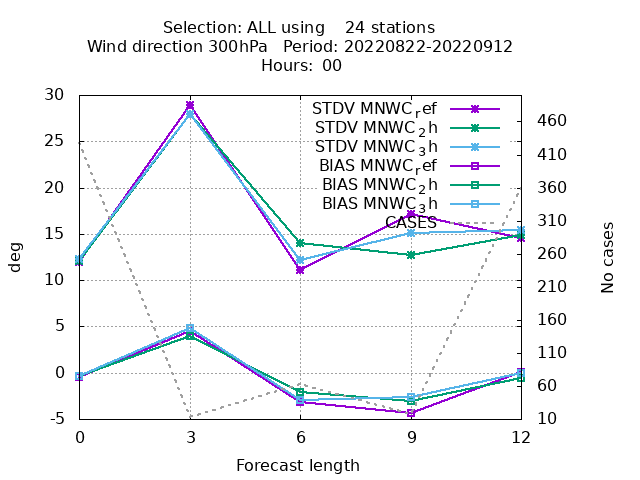 Selection: ALL using    24 stations
Wind direction 300hPa   Period: 20220822-20220912
Hours: 00
30
25
20
15
10
5
0
-5
deg
STDV MNWC_ref
STDV MNWC_2h
STDV MNWC_3h
BIAS MNWC_ref
BIAS MNWC_2h
BIAS MNWC_3h
CASES
460
410
360
310
260
210
160
110
60
10
No cases
0 3 6 9 12
Forecast length